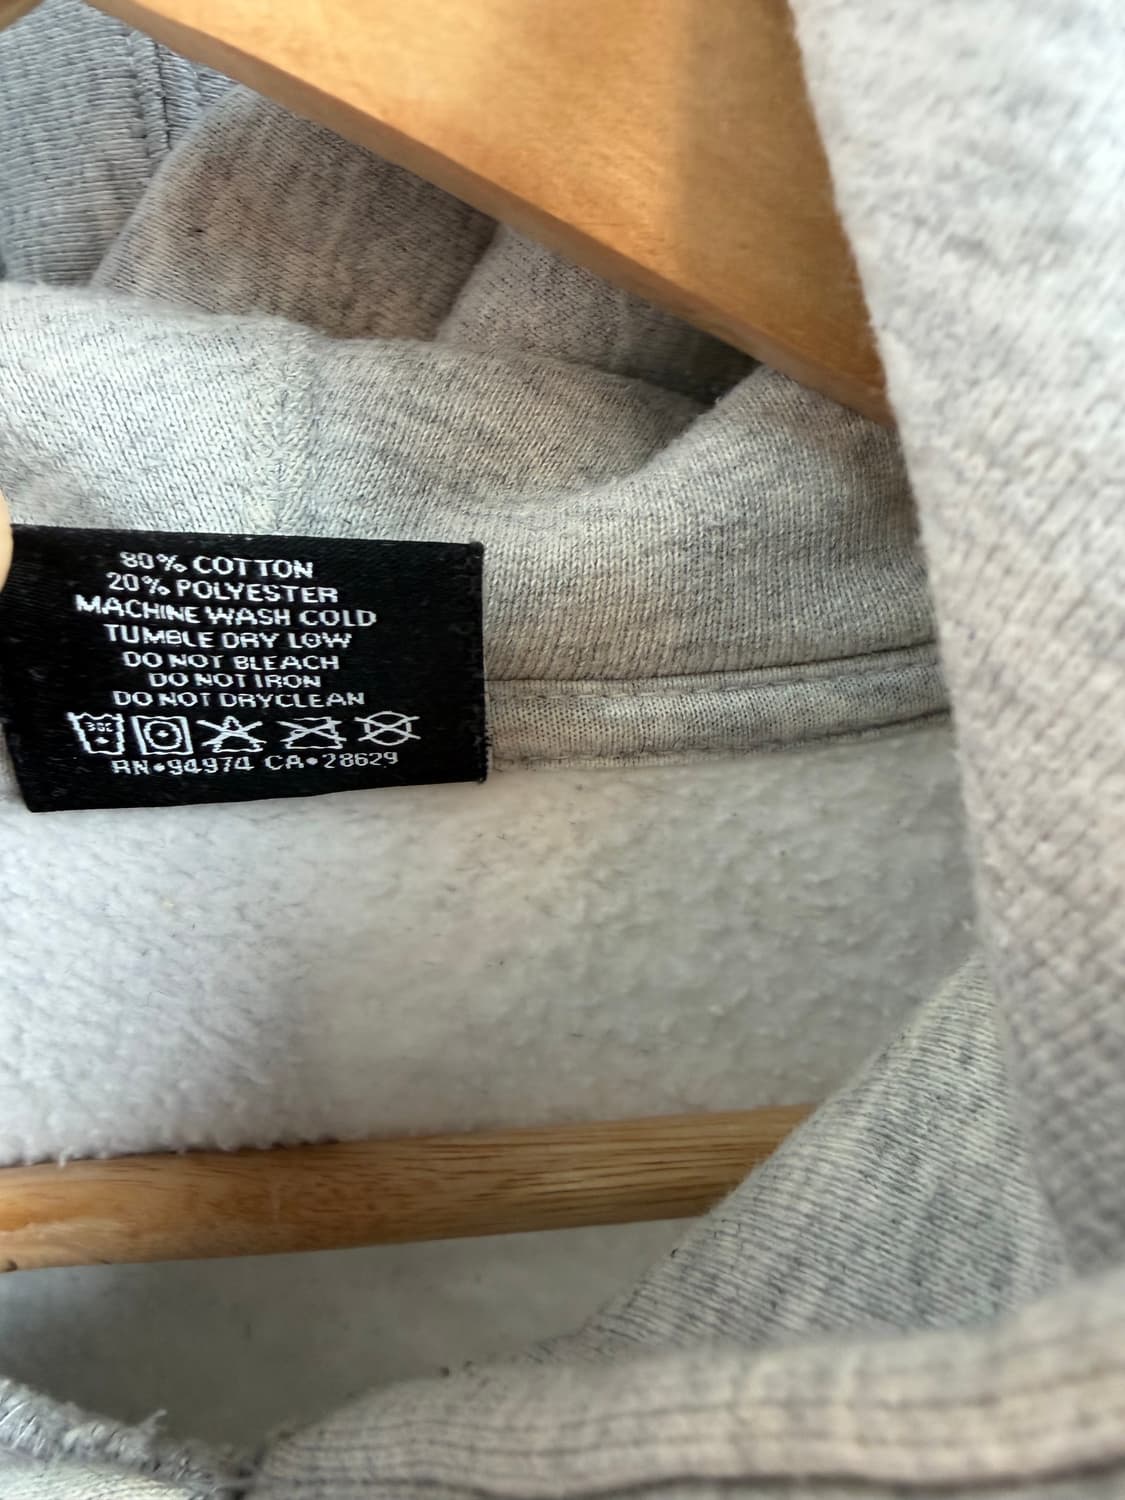 80% COTTON
20% POLYESTER
MACHINE WASH COLD
TUMBLE DRY LOW
DO NOT BLEACH
DO NOT IRON
DO NOT DRYCLEAN
30C
RN•94974 CA•28629